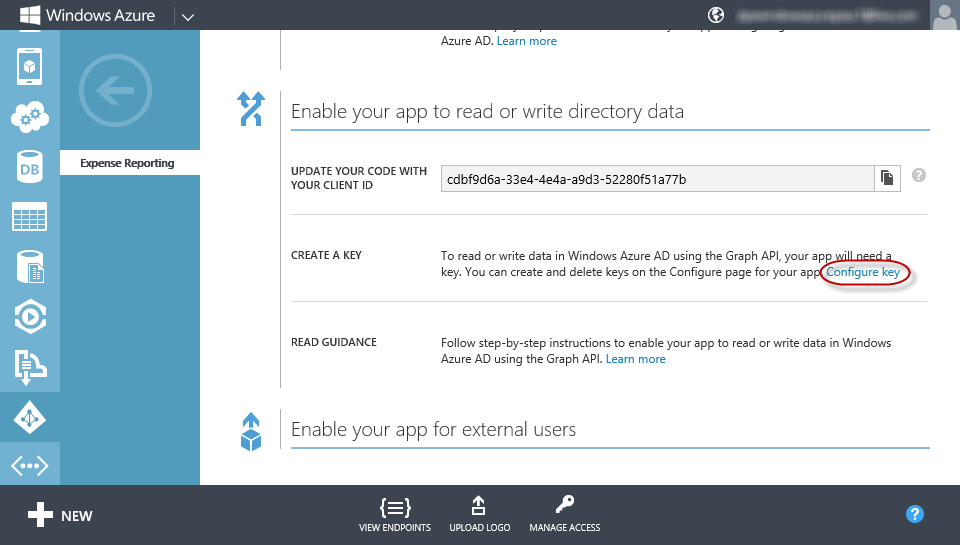 Windows Azure
Azure AD. Learn more
Enable your app to read or write directory data
Expense Reporting
UPDATE YOUR CODE WITH
YOUR CLIENT ID
cdbf9d6a-33e4-4e4a-a9d3-52280f51a77b
?
CREATE A KEY
To read or write data in Windows Azure AD using the Graph API, your app will need a
key. You can create and delete keys on the Configure page for your app Configure key
READ GUIDANCE
Follow step-by-step instructions to enable your app to read or write data in Windows
Azure AD using the Graph API. Learn more
Enable your app for external users
DB
NEW
VIEW ENDPOINTS
UPLOAD LOGO
MANAGE ACCESS
?